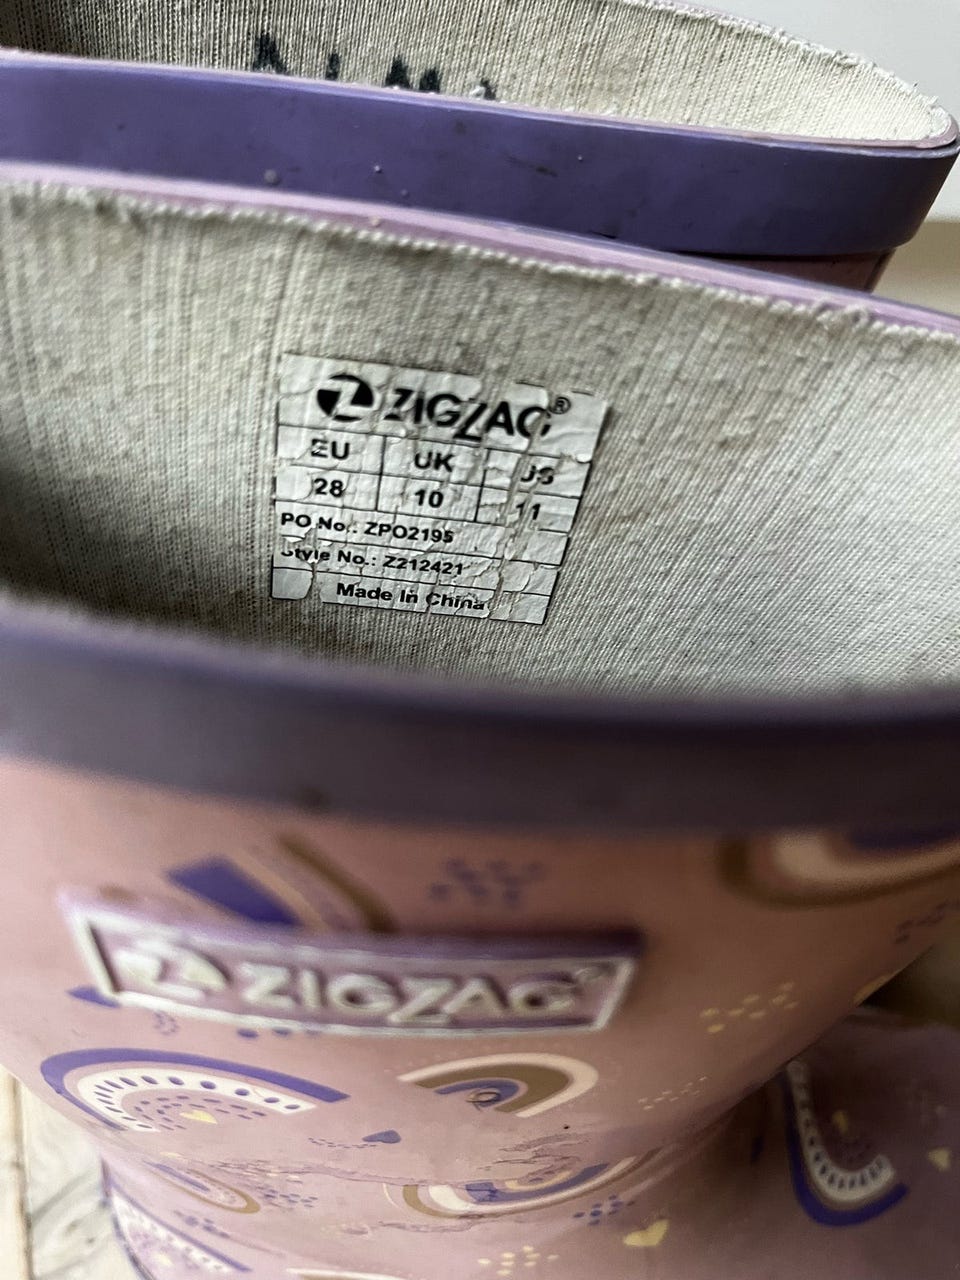 ZIGZAG®
EU UK US
28 10 11
PO No.: ZPO2195
Style No.: Z212421
Made In China
ZIGZAG®